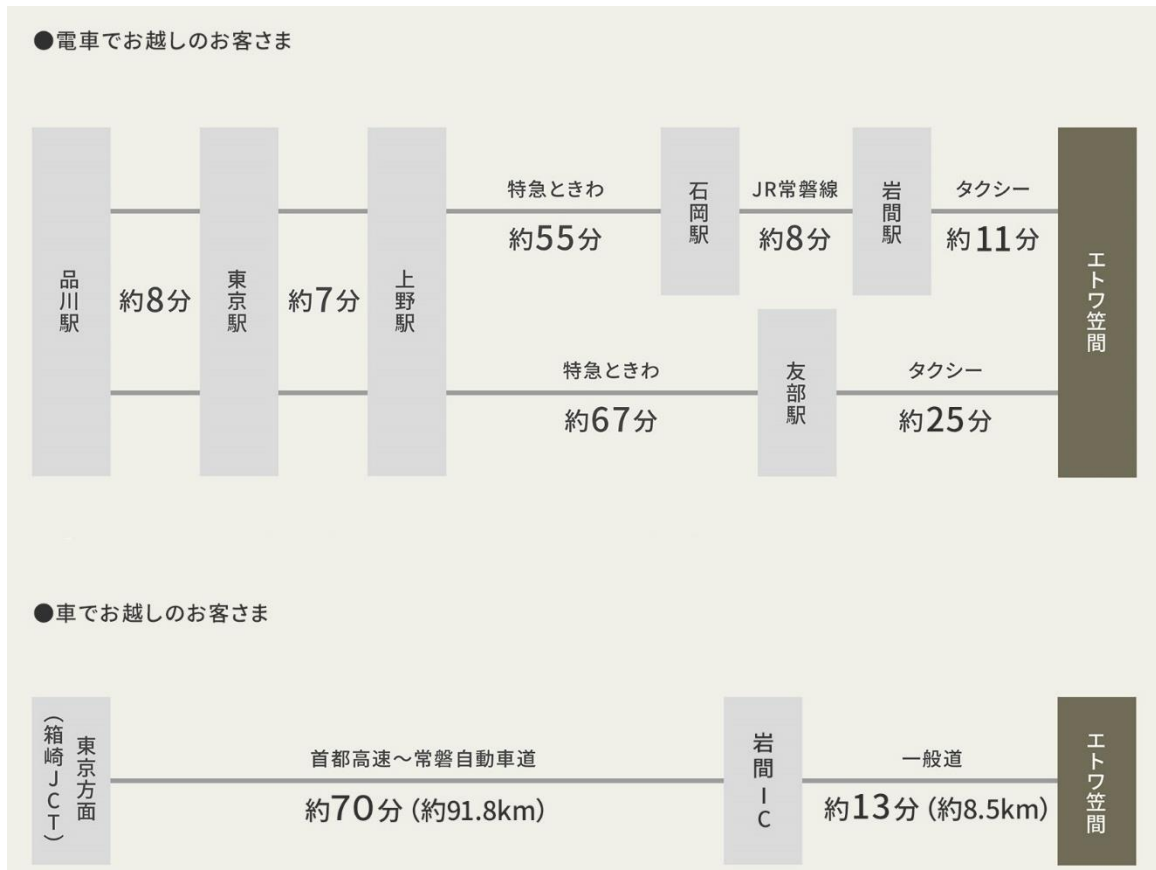 ●電車でお越しのお客さま
品川駅
約8分
東京駅
約7分
上野駅
特急ときわ
約55分
石岡駅
JR常磐線
約8分
岩間駅
タクシー
約11分
特急ときわ
約67分
友部駅
タクシー
約25分
エトワ笠間
●車でお越しのお客さま
東京方面
(箱崎JCT)
首都高速～常磐自動車道
約70分(約91.8km)
岩間IC
一般道
約13分(約8.5km)
エトワ笠間